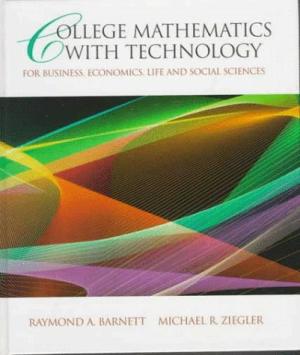 COLLEGE MATHEMATICS
WITH TECHNOLOGY
FOR BUSINESS, ECONOMICS, LIFE AND SOCIAL SCIENCES
RAYMOND A. BARNETT MICHAEL R. ZIEGLER